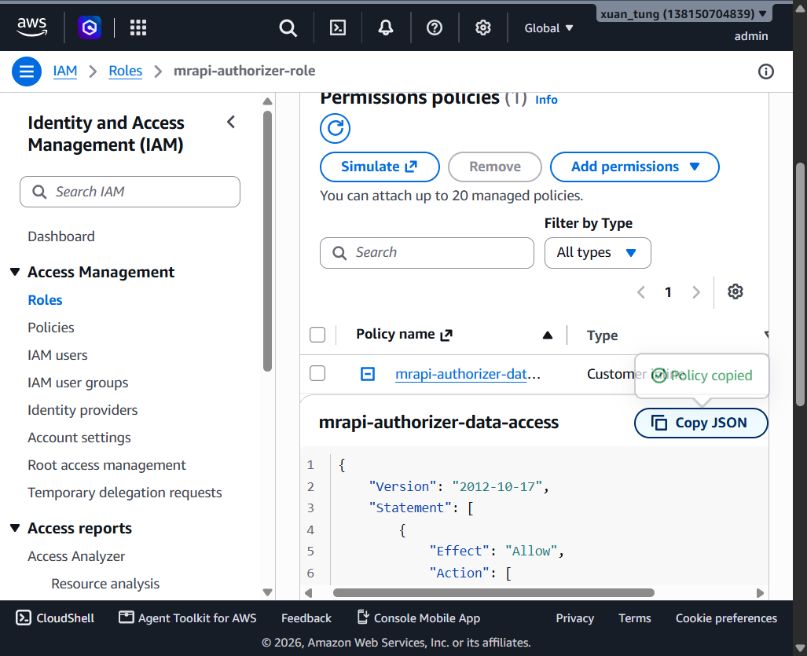 aws
Global
xuan_tung (138150704839)
admin
IAM
Roles
mrapi-authorizer-role
Identity and Access Management (IAM)
Search IAM
Dashboard
Access Management
Roles
Policies
IAM users
IAM user groups
Identity providers
Account settings
Root access management
Temporary delegation requests
Access reports
Access Analyzer
Resource analysis
Permissions policies (1) Info
Simulate
Remove
Add permissions
You can attach up to 20 managed policies.
Filter by Type
Search
All types
1
Policy name
Type
mrapi-authorizer-dat...
Customer
Policy copied
mrapi-authorizer-data-access
Copy JSON
1 {
2 "Version": "2012-10-17",
3 "Statement": [
4 {
5 "Effect": "Allow",
6 "Action": [
CloudShell
Agent Toolkit for AWS
Feedback
Console Mobile App
Privacy
Terms
Cookie preferences
© 2026, Amazon Web Services, Inc. or its affiliates.